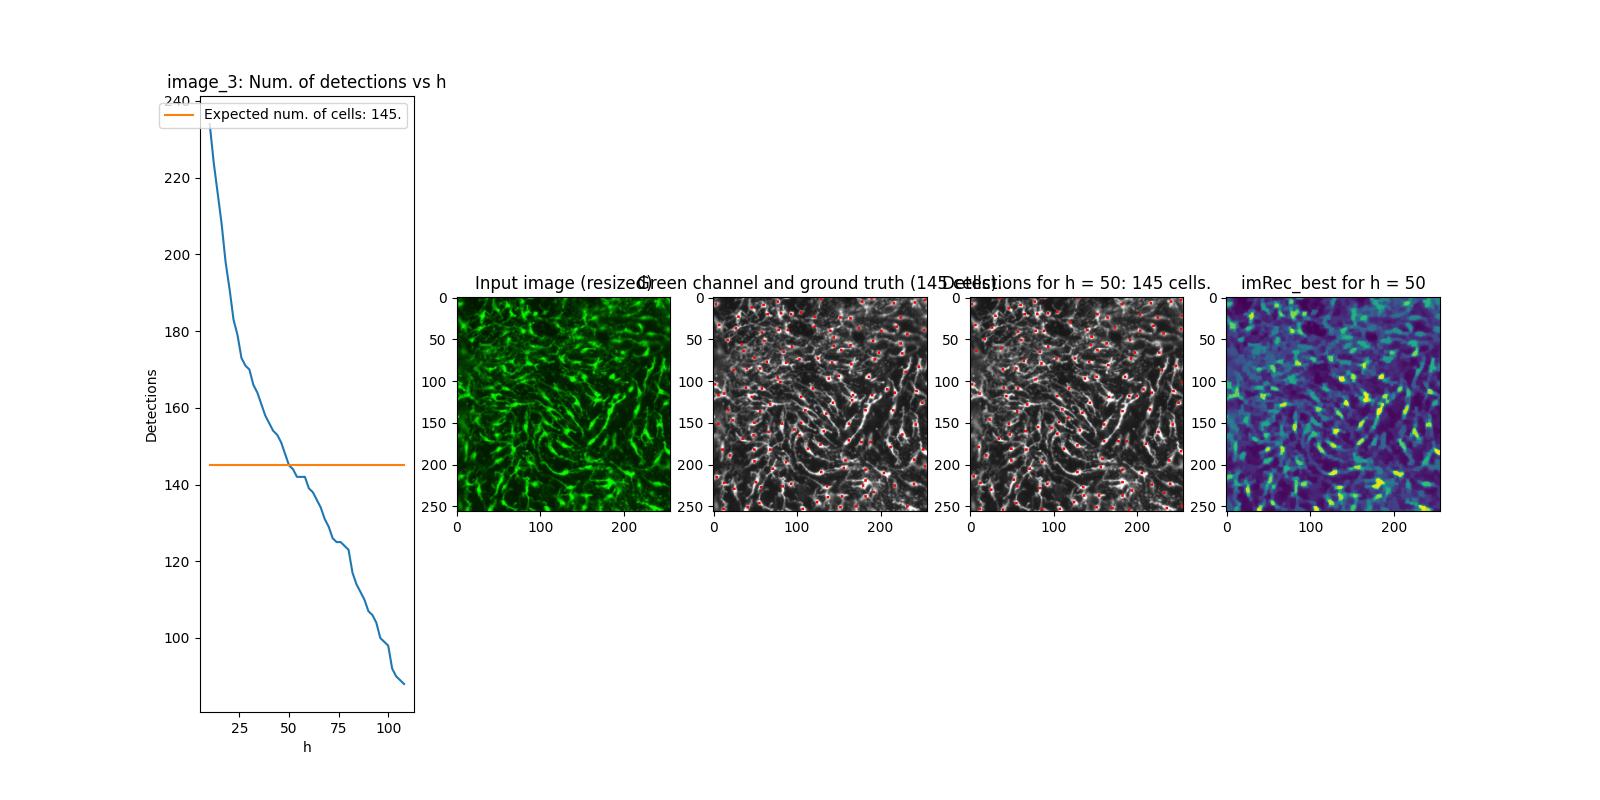 image_3: Num. of detections vs h
Expected num. of cells: 145.
240
220
200
180
160
140
120
100
Detections
25 50 75 100
h
Input image (resized)
0
50
100
150
200
250
0 100 200
Green channel and ground truth (145 cells)
0
50
100
150
200
250
0 100 200
Detections for h = 50: 145 cells.
0
50
100
150
200
250
0 100 200
imRec_best for h = 50
0
50
100
150
200
250
0 100 200